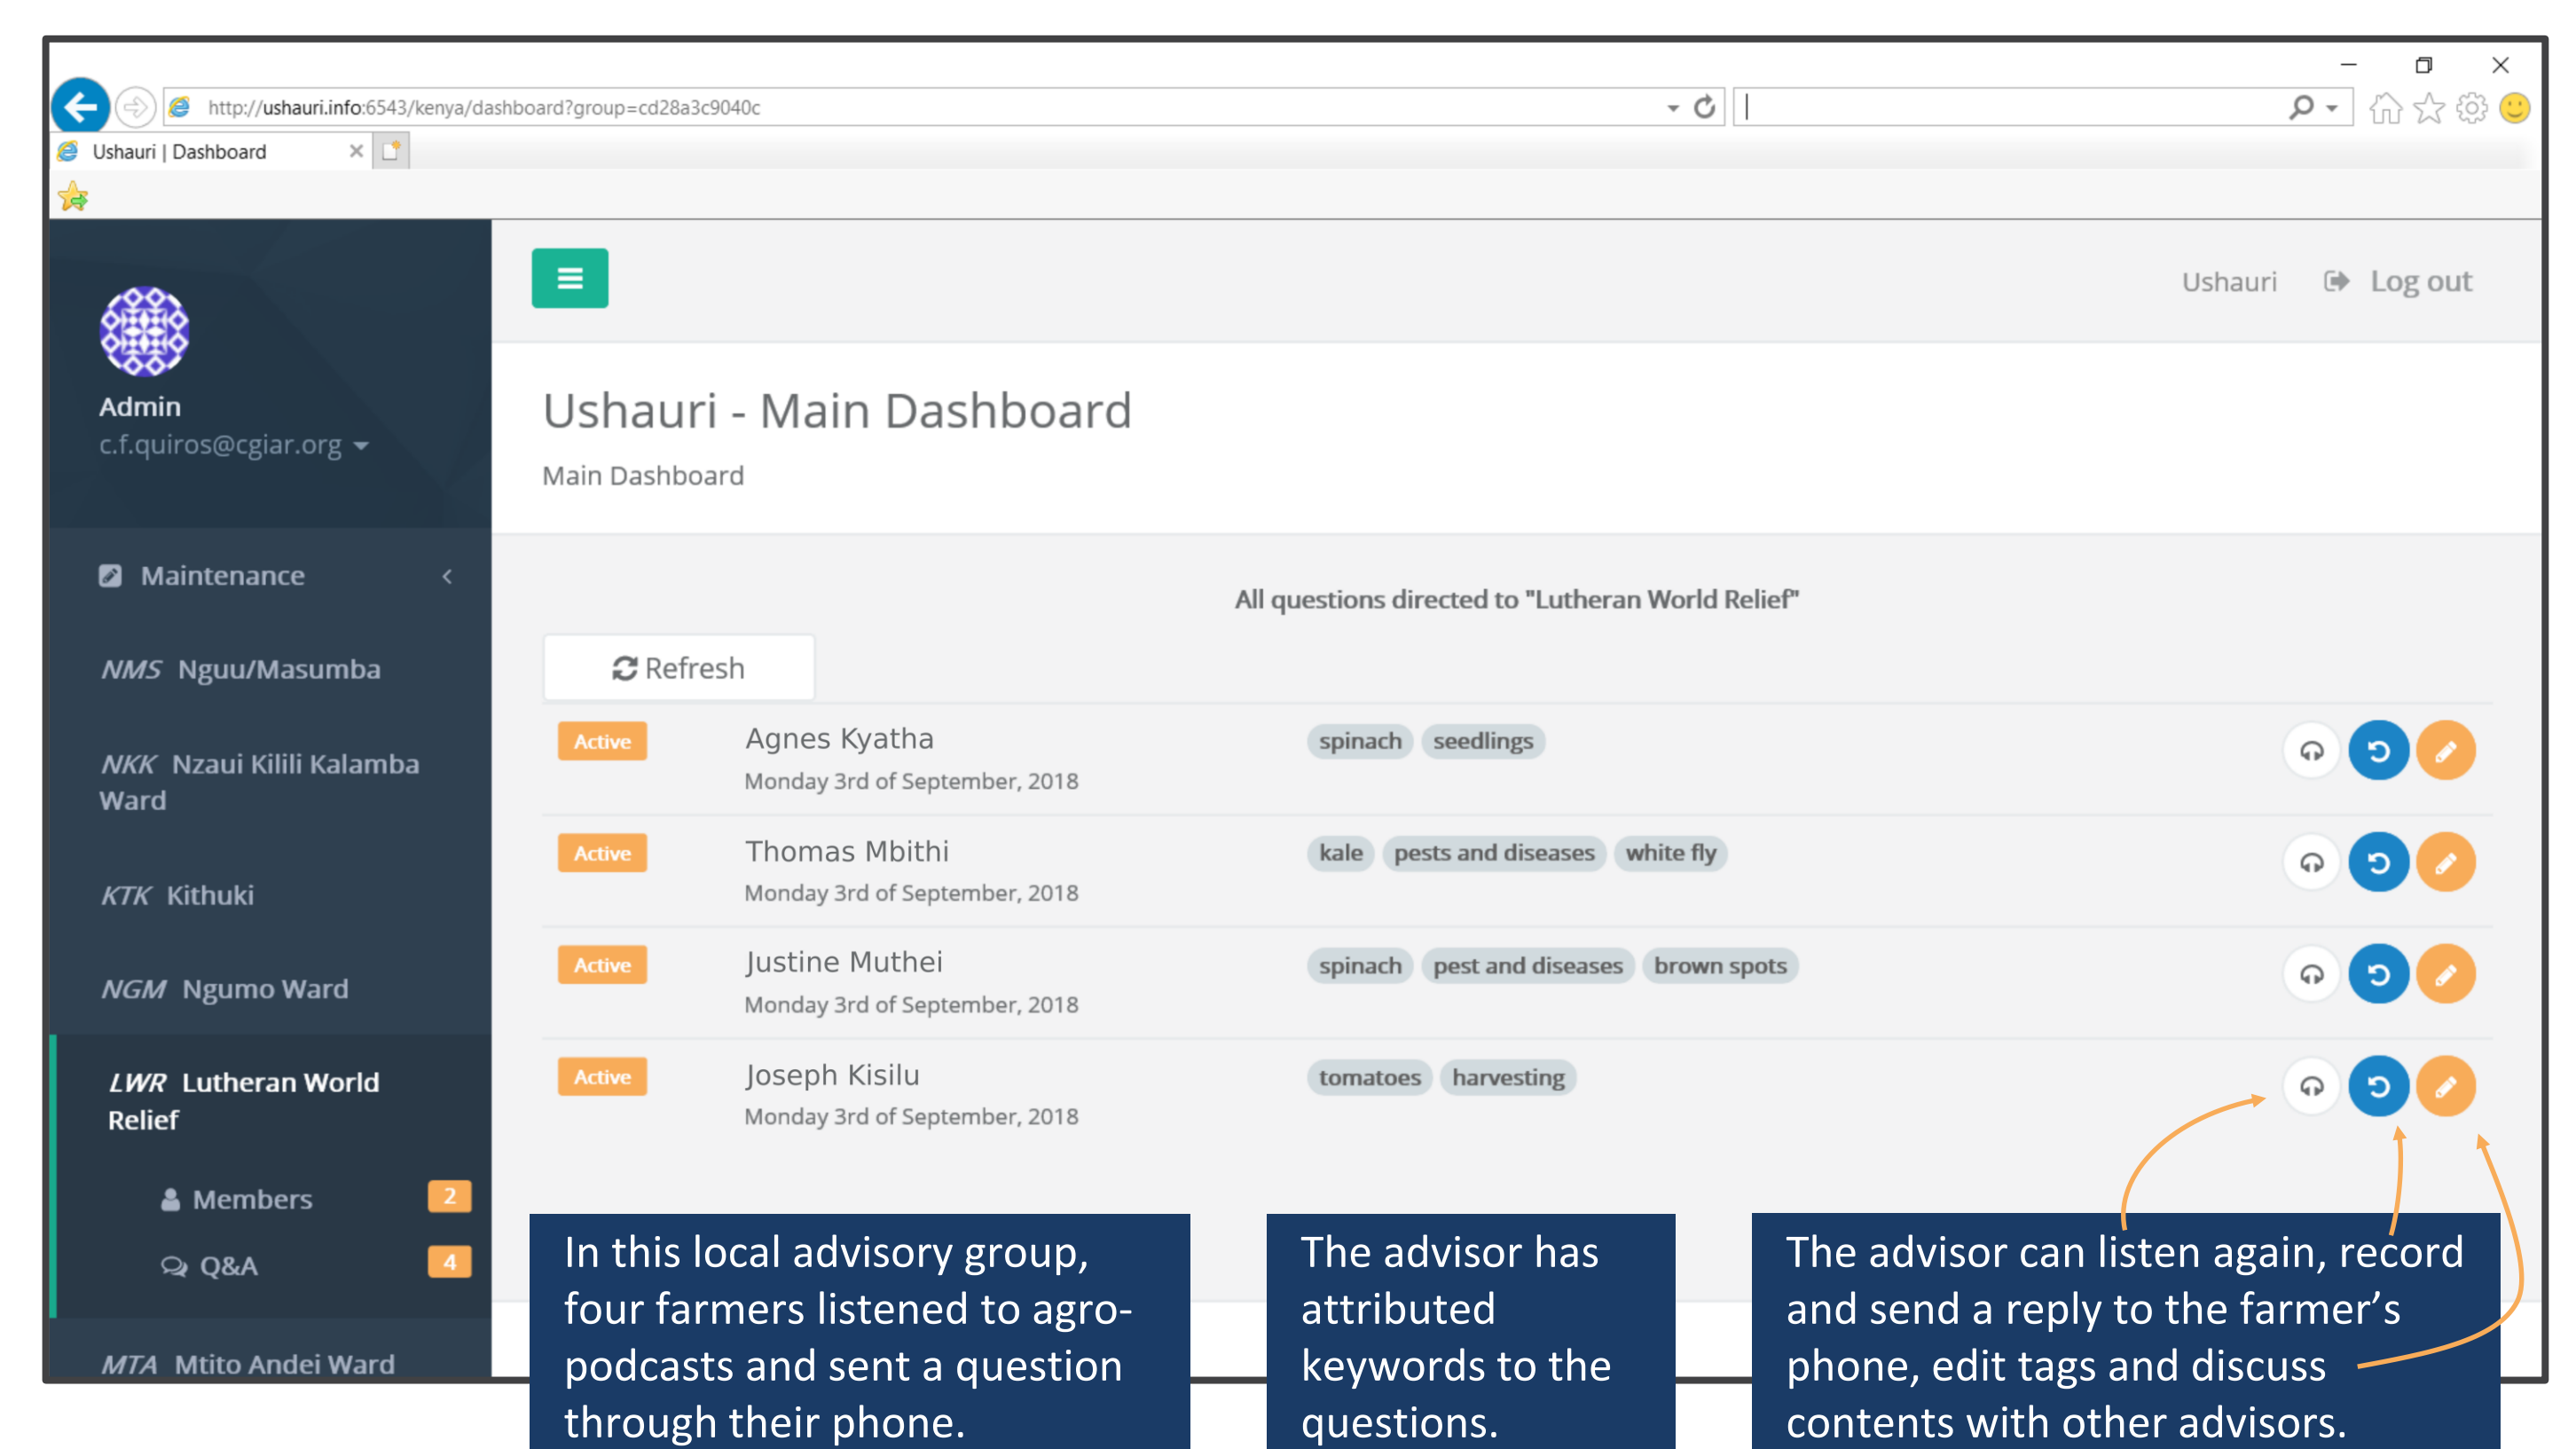 http://ushauri.info:6543/kenya/dashboard?group=cd28a3c9040c
Ushauri | Dashboard
Admin
c.f.quiros@cgiar.org
Maintenance
NMS Nguu/Masumba
NKK Nzaui Kilili Kalamba
Ward
KTK Kithuki
NGM Ngumo Ward
LWR Lutheran World
Relief
Members 2
Q&A 4
MTA Mtito Andei Ward
Ushauri Log out
Ushauri - Main Dashboard
Main Dashboard
All questions directed to "Lutheran World Relief"
Refresh
Active Agnes Kyatha spinach seedlings
Monday 3rd of September, 2018
Active Thomas Mbithi kale pests and diseases white fly
Monday 3rd of September, 2018
Active Justine Muthei spinach pest and diseases brown spots
Monday 3rd of September, 2018
Active Joseph Kisilu tomatoes harvesting
Monday 3rd of September, 2018
In this local advisory group,
four farmers listened to agro-
podcasts and sent a question
through their phone.
The advisor has
attributed
keywords to the
questions.
The advisor can listen again, record
and send a reply to the farmer’s
phone, edit tags and discuss
contents with other advisors.